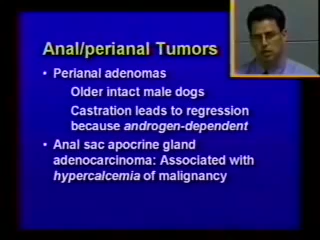 Anal/perianal Tumors
• Perianal adenomas
Older intact male dogs
Castration leads to regression
because androgen-dependent
• Anal sac apocrine gland
adenocarcinoma: Associated with
hypercalcemia of malignancy